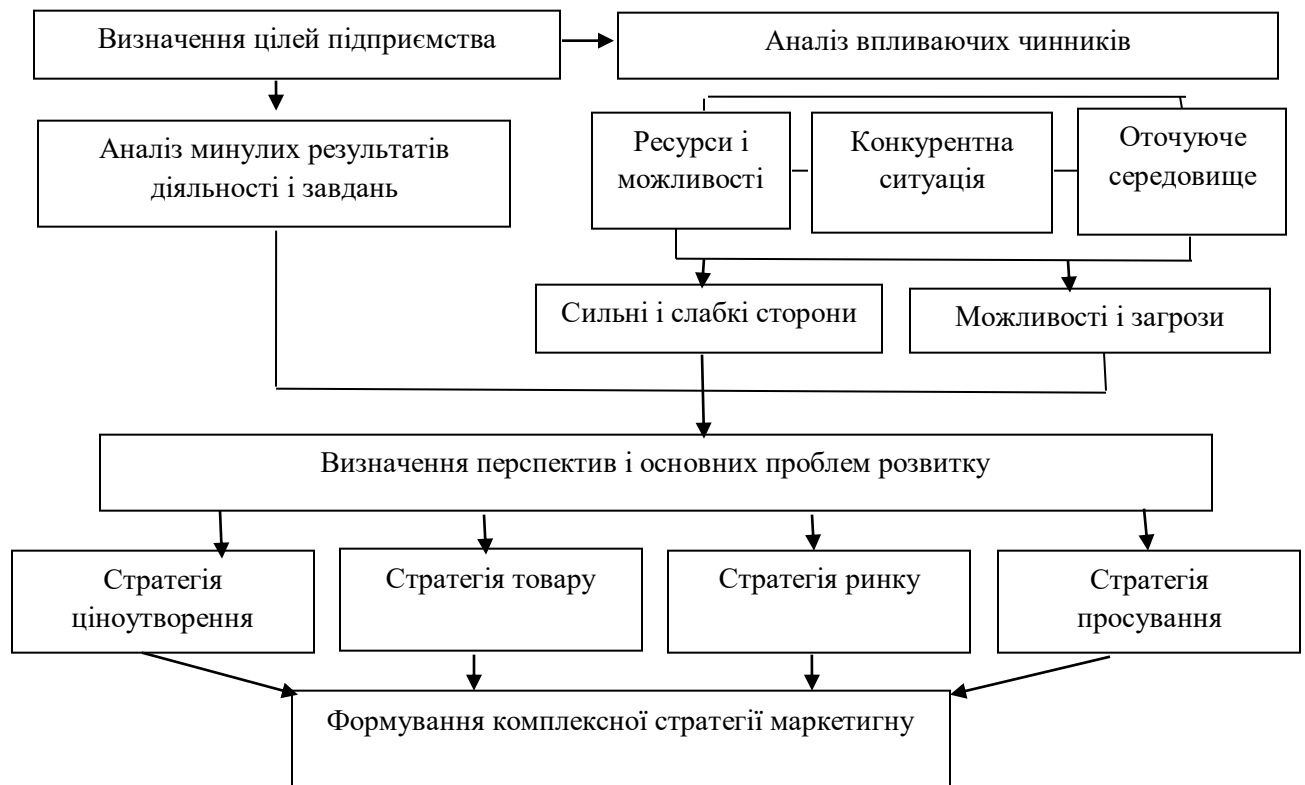 Визначення цілей підприємства
Аналіз впливаючих чинників
Аналіз минулих результатів
діяльності і завдань
Ресурси і
можливості
Конкурентна
ситуація
Оточуюче
середовище
Сильні і слабкі сторони
Можливості і загрози
Визначення перспектив і основних проблем розвитку
Стратегія
ціноутворення
Стратегія товару
Стратегія ринку
Стратегія
просування
Формування комплексної стратегії маркетигну